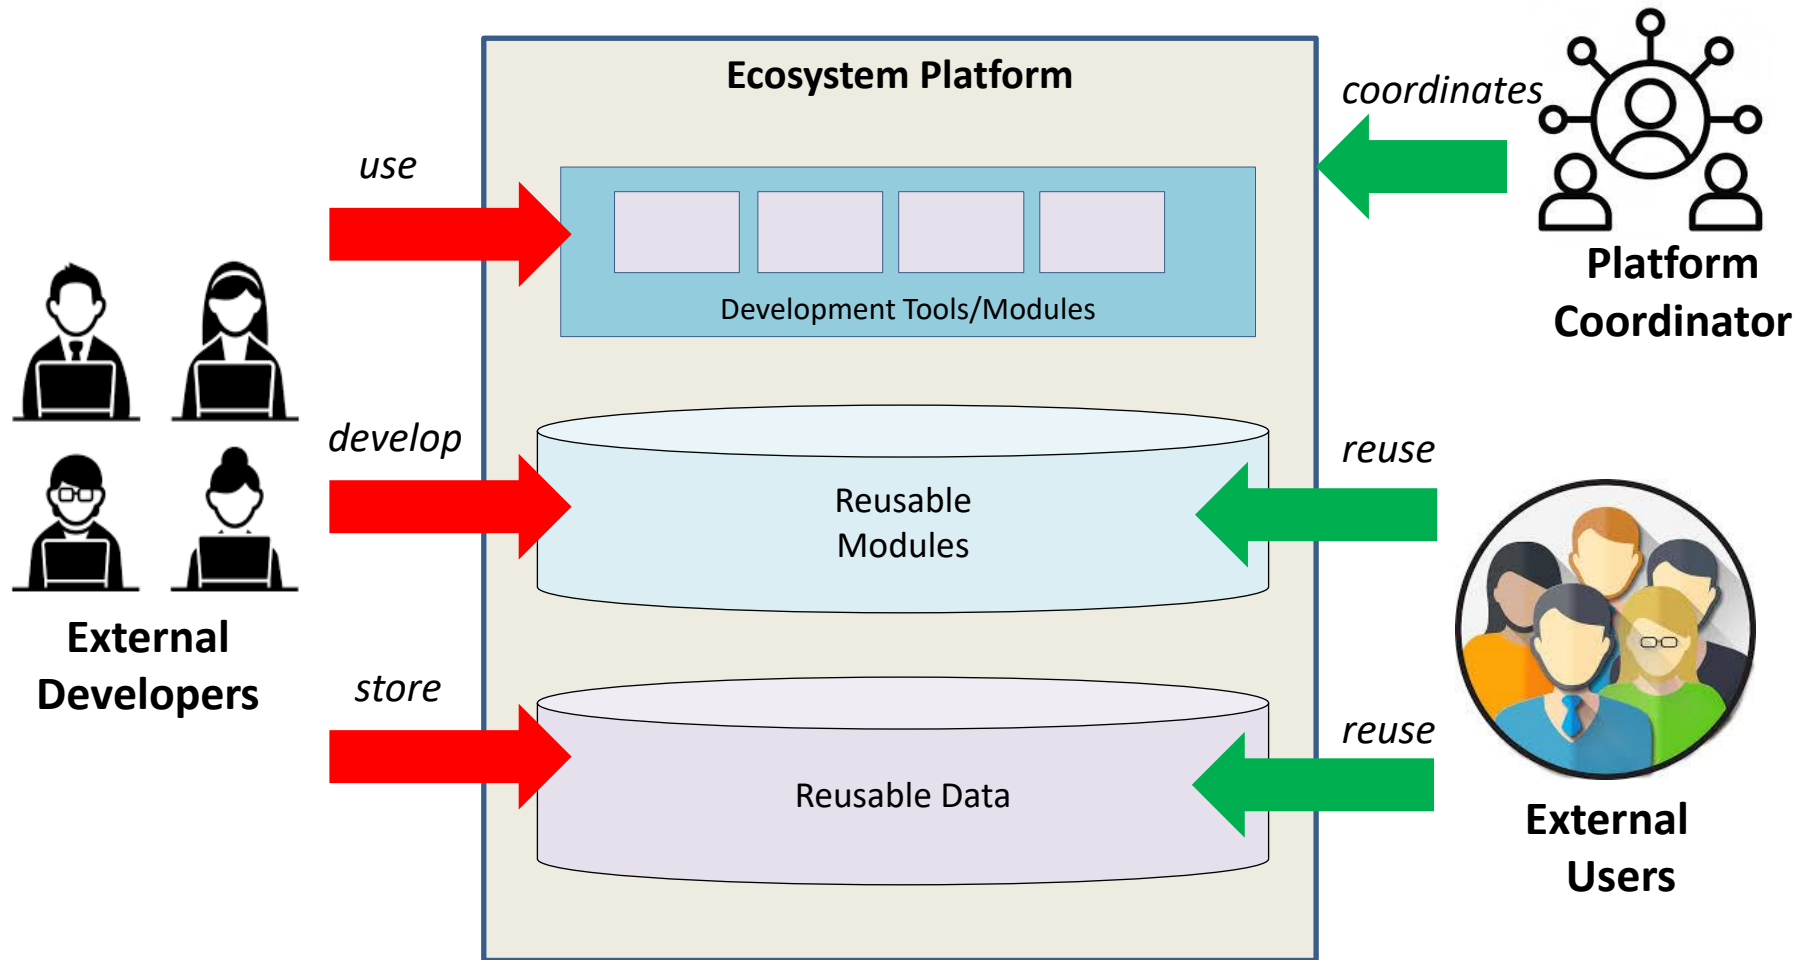 Ecosystem Platform
coordinates
use
Development Tools/Modules
Platform
Coordinator
develop
Reusable
Modules
reuse
External
Developers
store
Reusable Data
reuse
External
Users